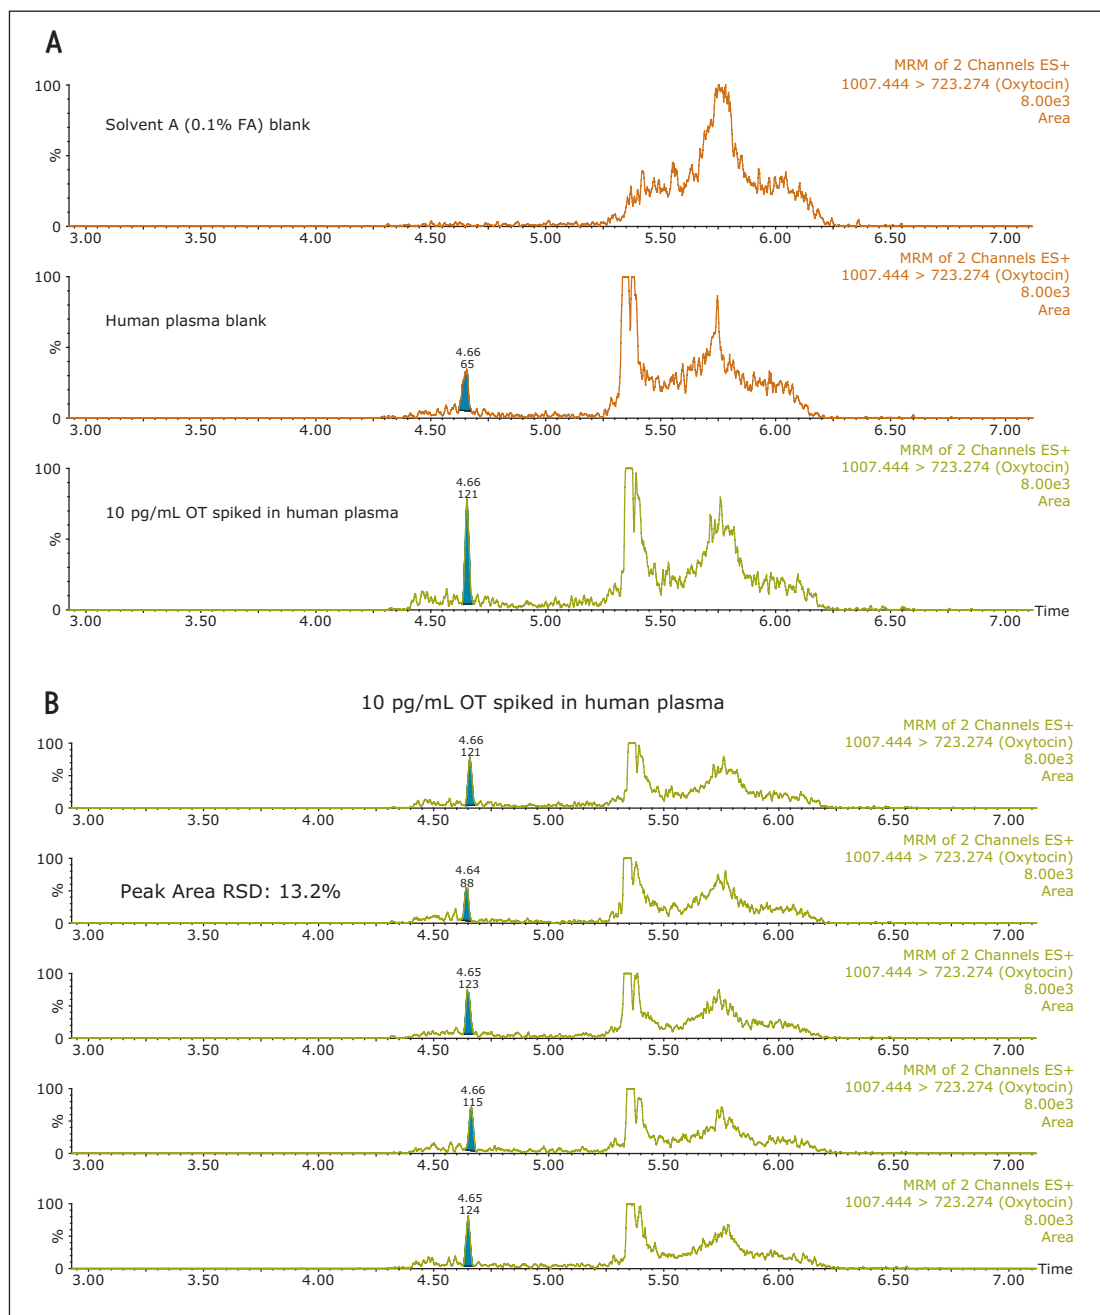 A
MRM of 2 Channels ES+
1007.444 > 723.274 (Oxytocin)
8.00e3
Area
100
Solvent A (0.1% FA) blank
%
0
3.00 3.50 4.00 4.50 5.00 5.50 6.00 6.50 7.00
MRM of 2 Channels ES+
1007.444 > 723.274 (Oxytocin)
8.00e3
Area
100
Human plasma blank
%
4.66
65
0
3.00 3.50 4.00 4.50 5.00 5.50 6.00 6.50 7.00
MRM of 2 Channels ES+
1007.444 > 723.274 (Oxytocin)
8.00e3
Area
100
4.66
121
10 pg/mL OT spiked in human plasma
%
0
Time
3.00 3.50 4.00 4.50 5.00 5.50 6.00 6.50 7.00
B
10 pg/mL OT spiked in human plasma
MRM of 2 Channels ES+
1007.444 > 723.274 (Oxytocin)
8.00e3
Area
100
4.66
121
%
0
3.00 3.50 4.00 4.50 5.00 5.50 6.00 6.50 7.00
MRM of 2 Channels ES+
1007.444 > 723.274 (Oxytocin)
8.00e3
Area
100
4.64
88
Peak Area RSD: 13.2%
%
0
3.00 3.50 4.00 4.50 5.00 5.50 6.00 6.50 7.00
MRM of 2 Channels ES+
1007.444 > 723.274 (Oxytocin)
8.00e3
Area
100
4.65
123
%
0
3.00 3.50 4.00 4.50 5.00 5.50 6.00 6.50 7.00
MRM of 2 Channels ES+
1007.444 > 723.274 (Oxytocin)
8.00e3
Area
100
4.66
115
%
0
3.00 3.50 4.00 4.50 5.00 5.50 6.00 6.50 7.00
MRM of 2 Channels ES+
1007.444 > 723.274 (Oxytocin)
8.00e3
Area
100
4.65
124
%
0
Time
3.00 3.50 4.00 4.50 5.00 5.50 6.00 6.50 7.00